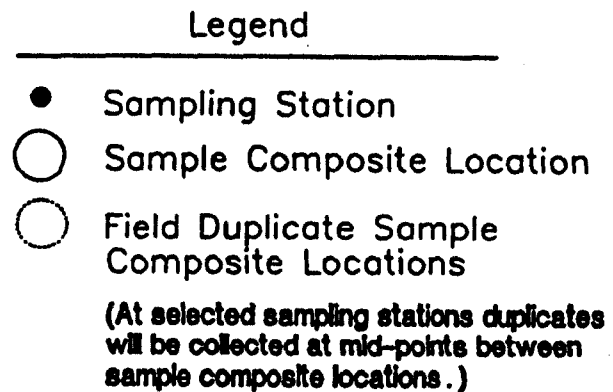 Legend
Sampling Station
Sample Composite Location
Field Duplicate Sample
Composite Locations
(At selected sampling stations duplicates
will be collected at mid-points between
sample composite locations.)